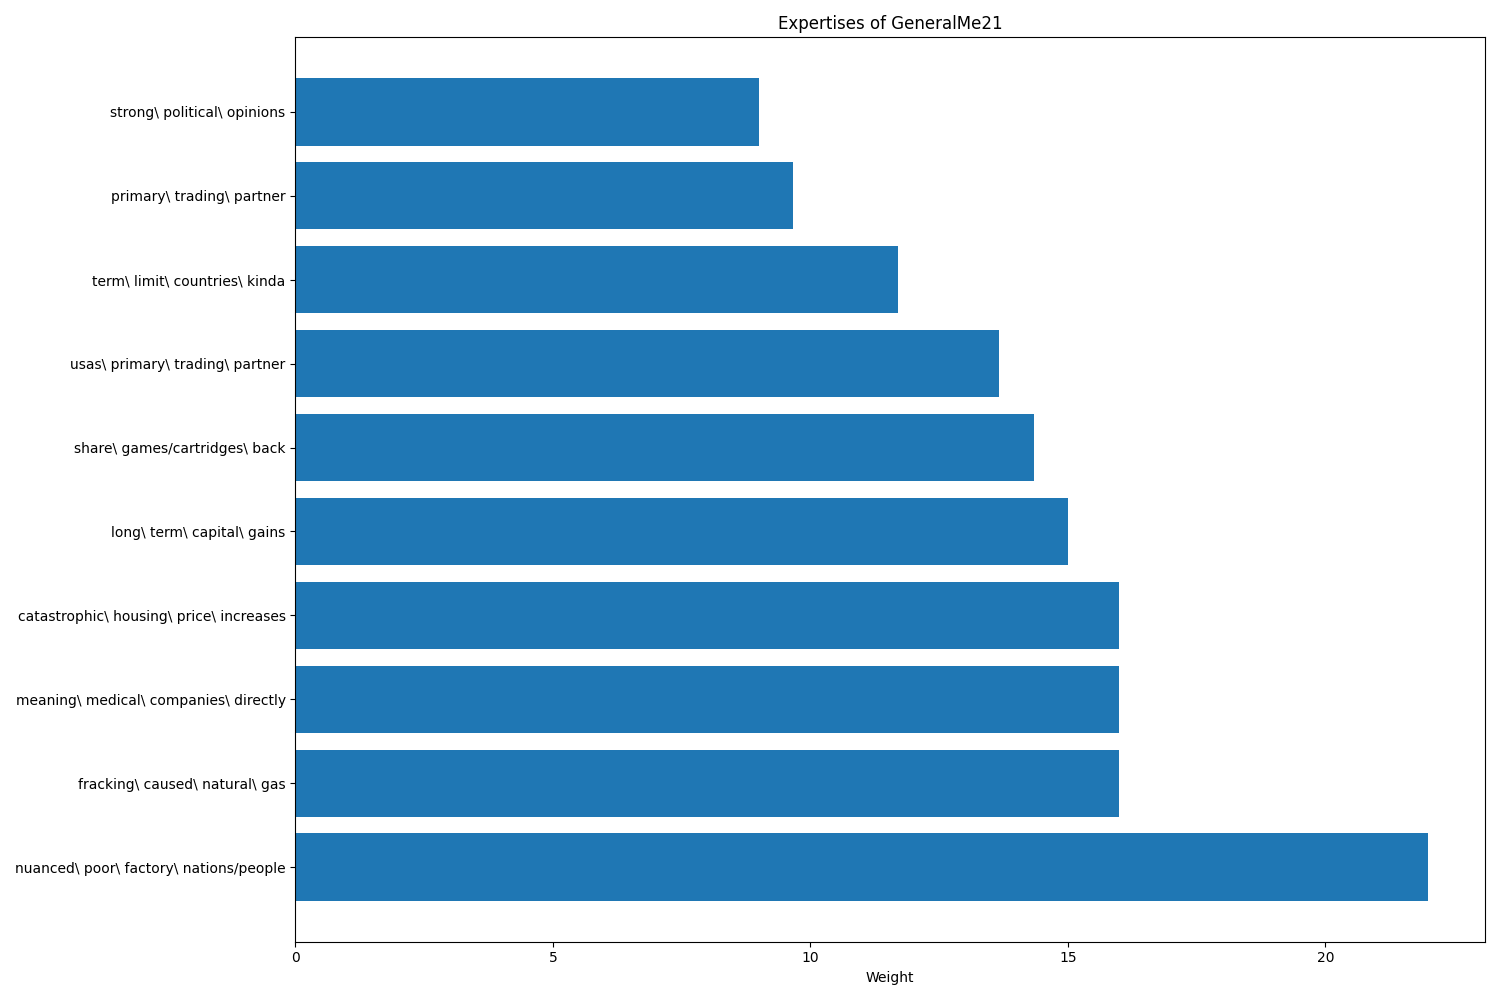 Expertises of GeneralMe21
strong\ political\ opinions
primary\ trading\ partner
term\ limit\ countries\ kinda
usas\ primary\ trading\ partner
share\ games/cartridges\ back
long\ term\ capital\ gains
catastrophic\ housing\ price\ increases
meaning\ medical\ companies\ directly
fracking\ caused\ natural\ gas
nuanced\ poor\ factory\ nations/people
0 5 10 15 20
Weight